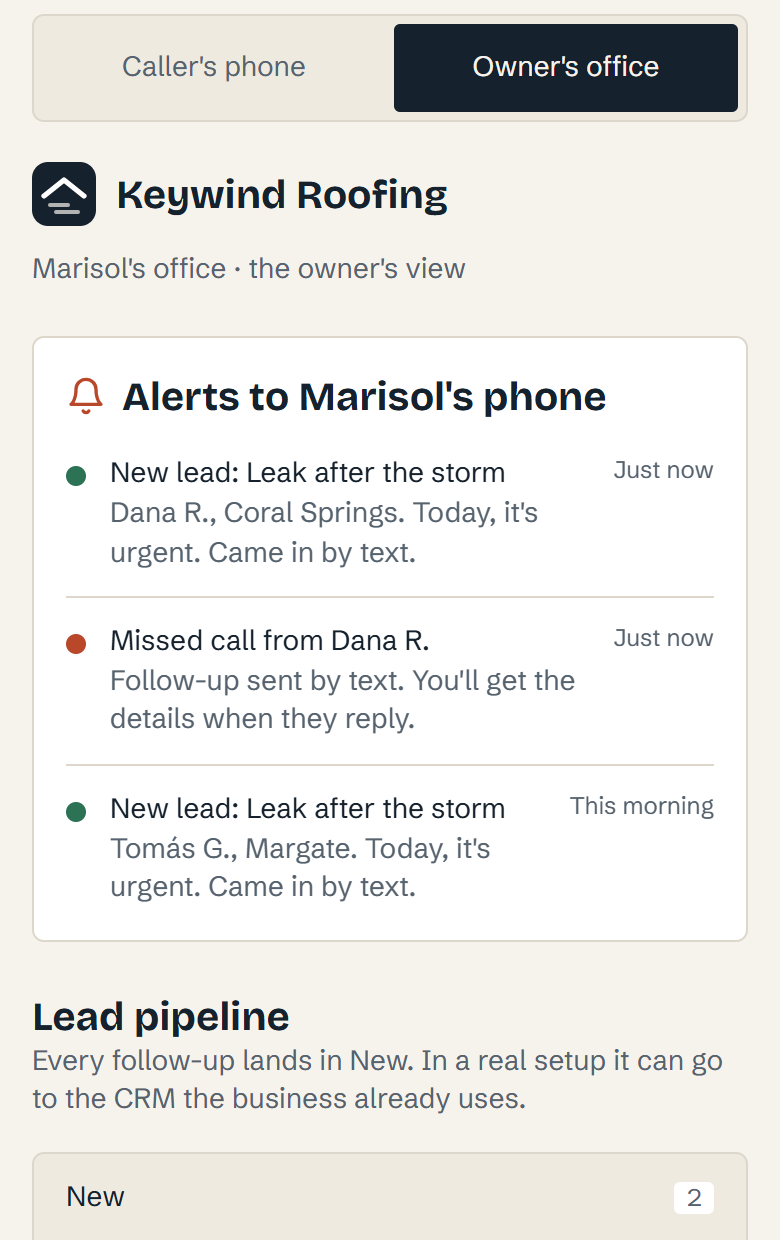 Caller's phone
Owner's office
Keywind Roofing
Marisol's office · the owner's view
Alerts to Marisol's phone
New lead: Leak after the storm
Just now
Dana R., Coral Springs. Today, it's
urgent. Came in by text.
Missed call from Dana R.
Just now
Follow-up sent by text. You'll get the
details when they reply.
New lead: Leak after the storm
This morning
Tomás G., Margate. Today, it's
urgent. Came in by text.
Lead pipeline
Every follow-up lands in New. In a real setup it can go
to the CRM the business already uses.
New
2